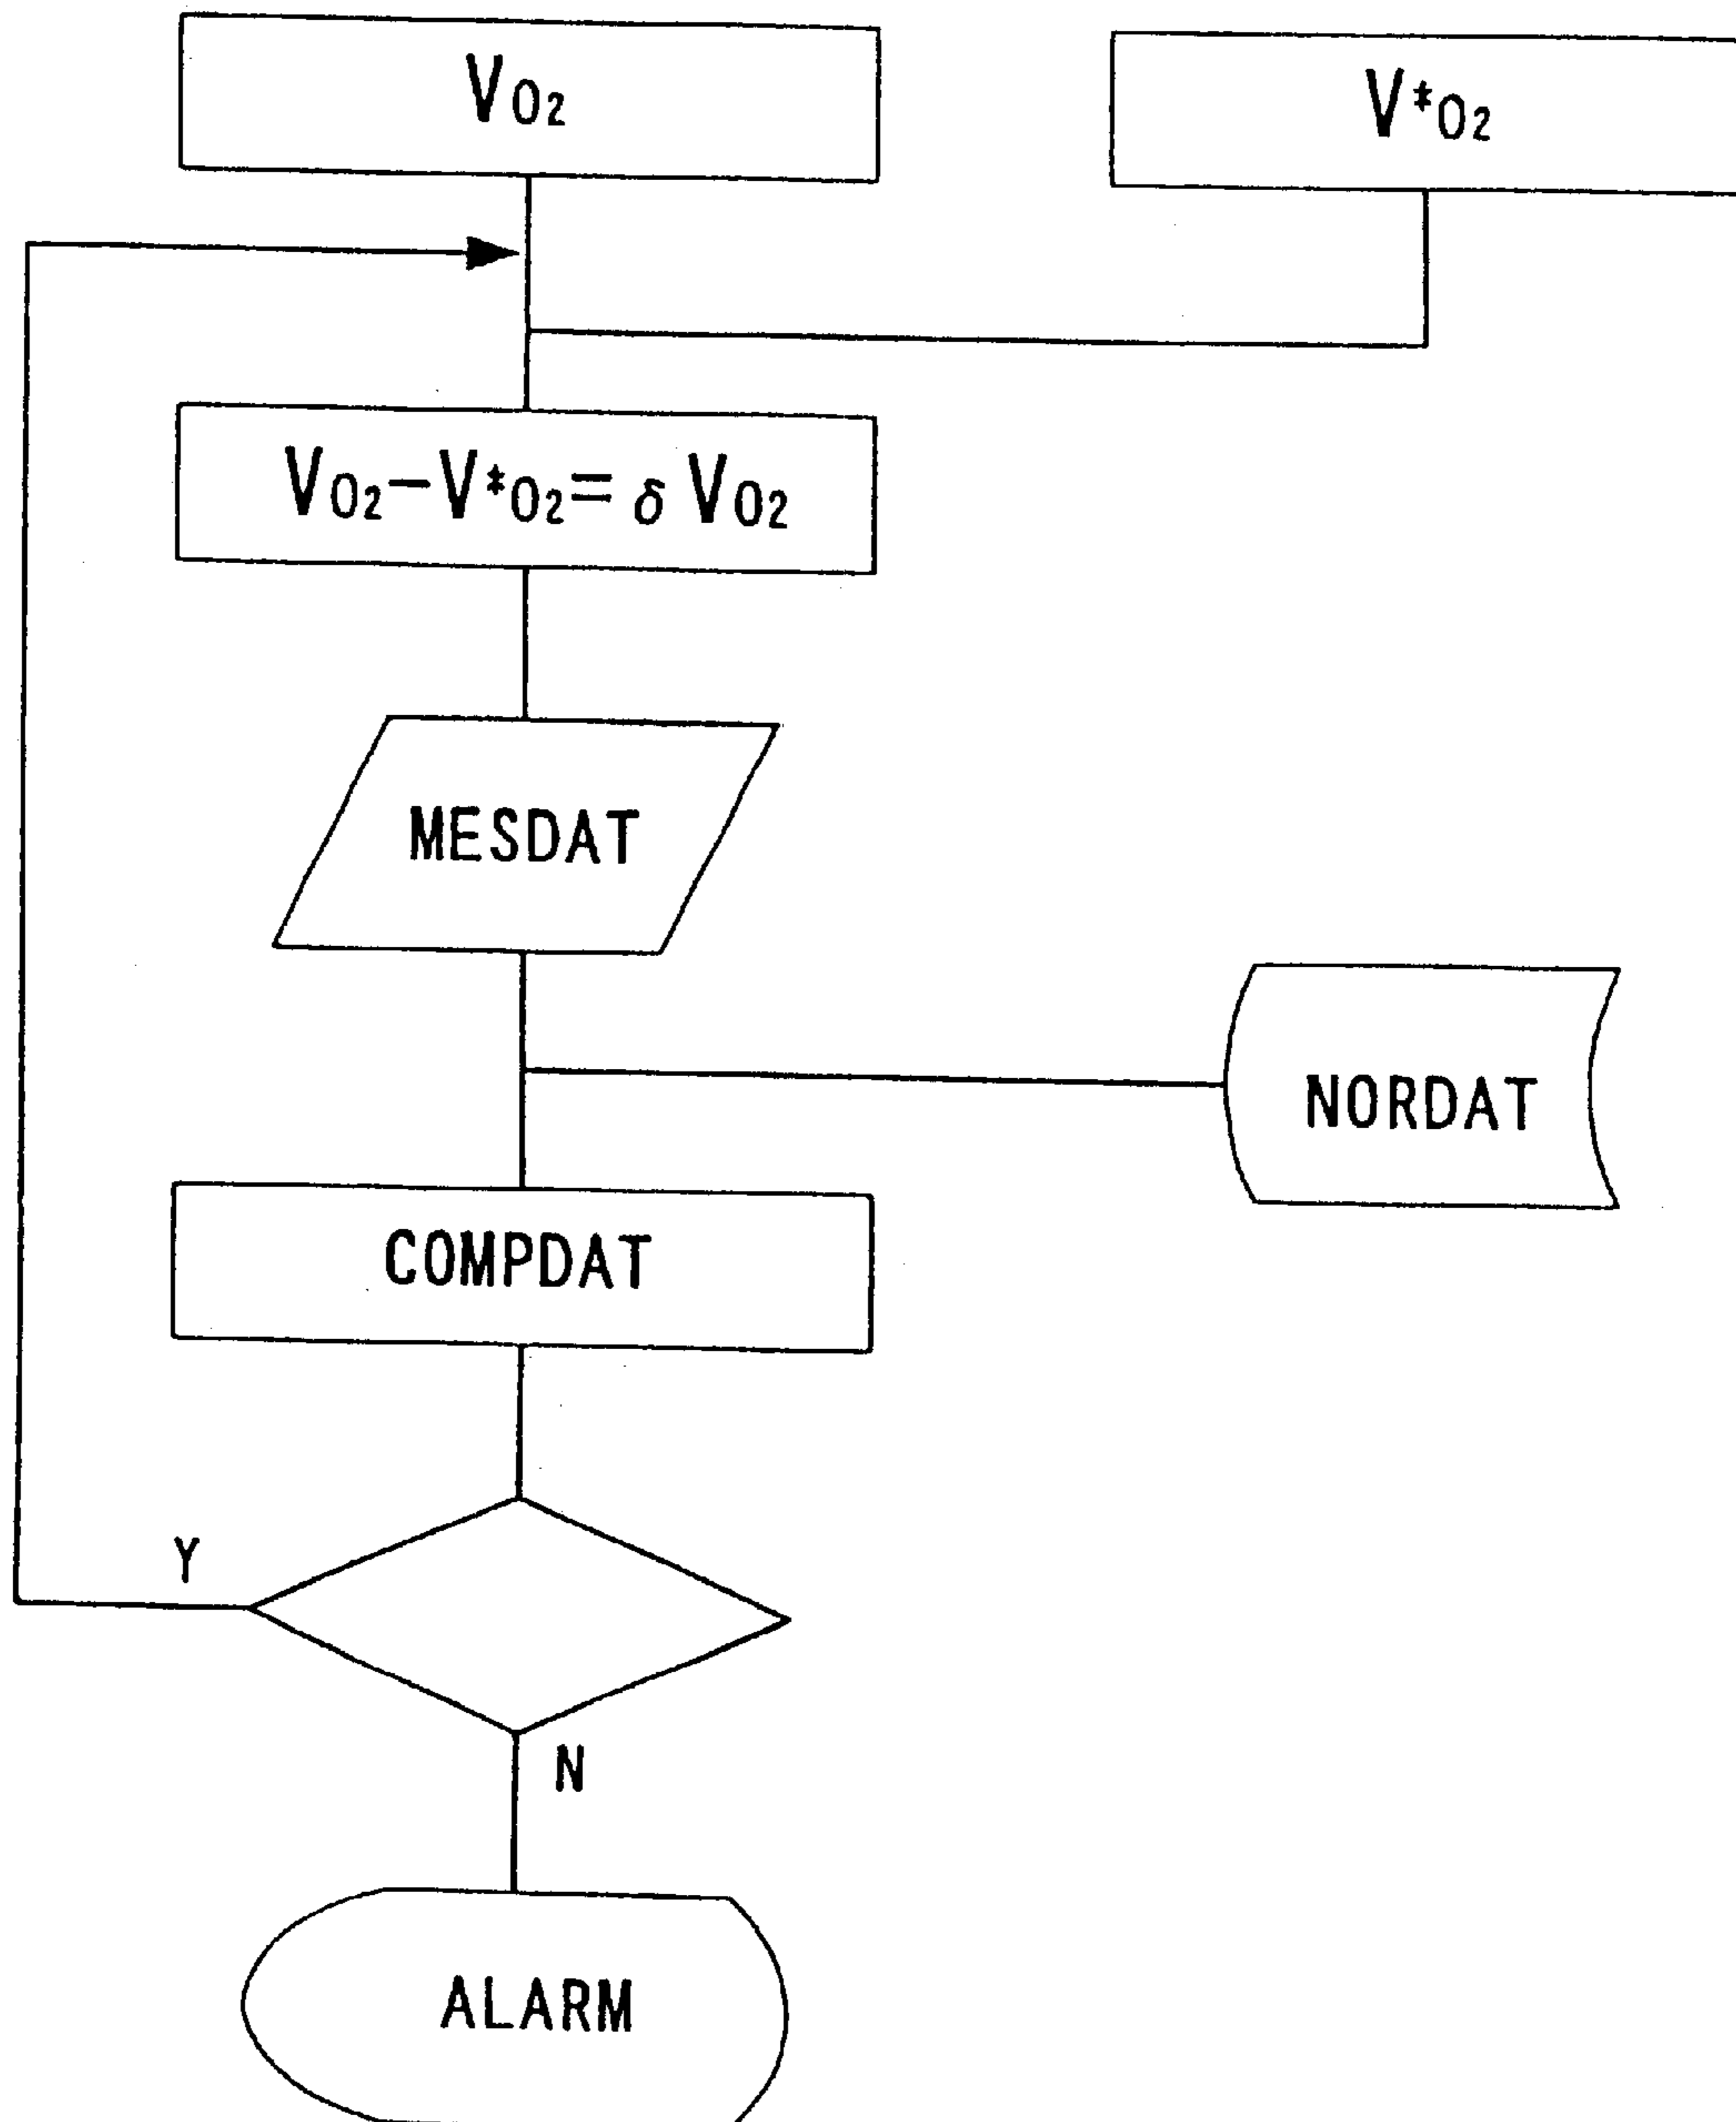 VO2
V*O2
VO2-V*O2=δVO2
MESDAT
NORDAT
COMPDAT
Y
N
ALARM